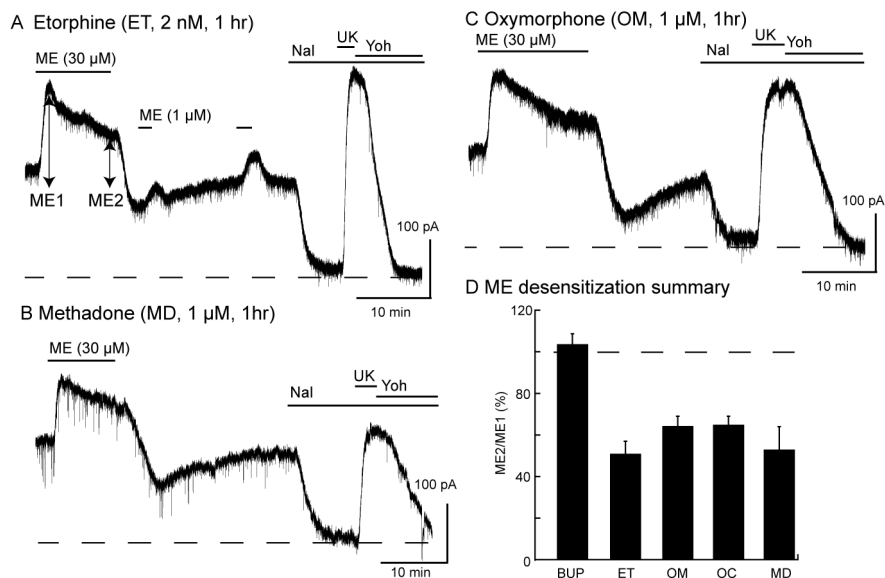 A Etorphine (ET, 2 nM, 1 hr)
Nal
UK
Yoh
ME (30 µM)
ME (1 µM)
ME1
ME2
100 pA
10 min
B Methadone (MD, 1 µM, 1hr)
ME (30 µM)
Nal
UK
Yoh
100 pA
10 min
C Oxymorphone (OM, 1 µM, 1hr)
ME (30 µM)
Nal
UK
Yoh
100 pA
10 min
D ME desensitization summary
120
80
40
0
ME2/ME1 (%)
BUP ET OM OC MD